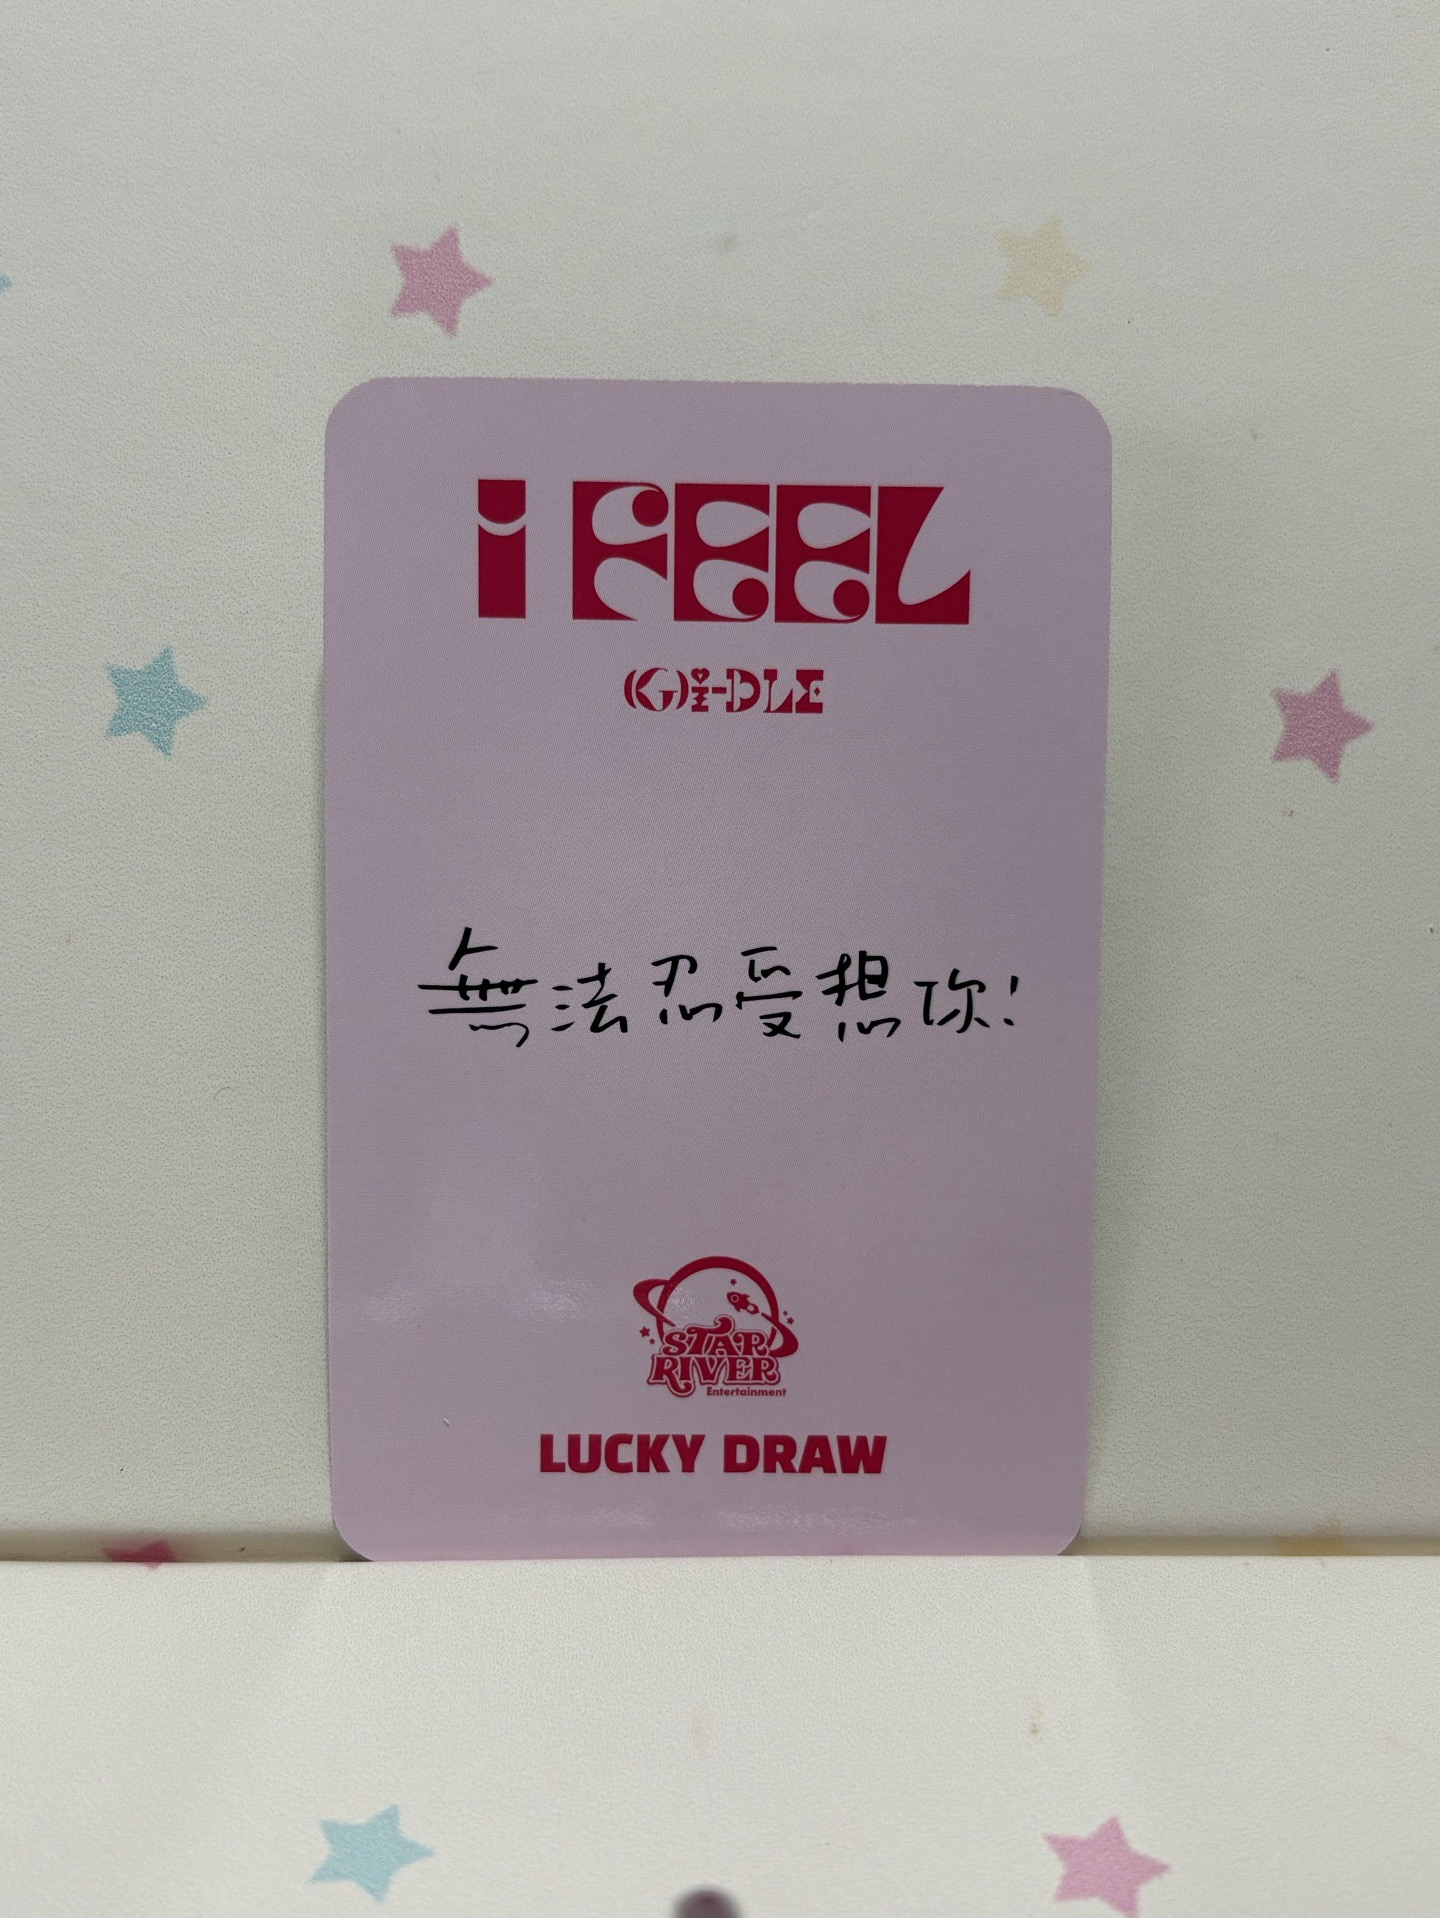 i FEEL
(G)i-DLE
無法忍受想你!
STAR
RIVER
Entertainment
LUCKY DRAW